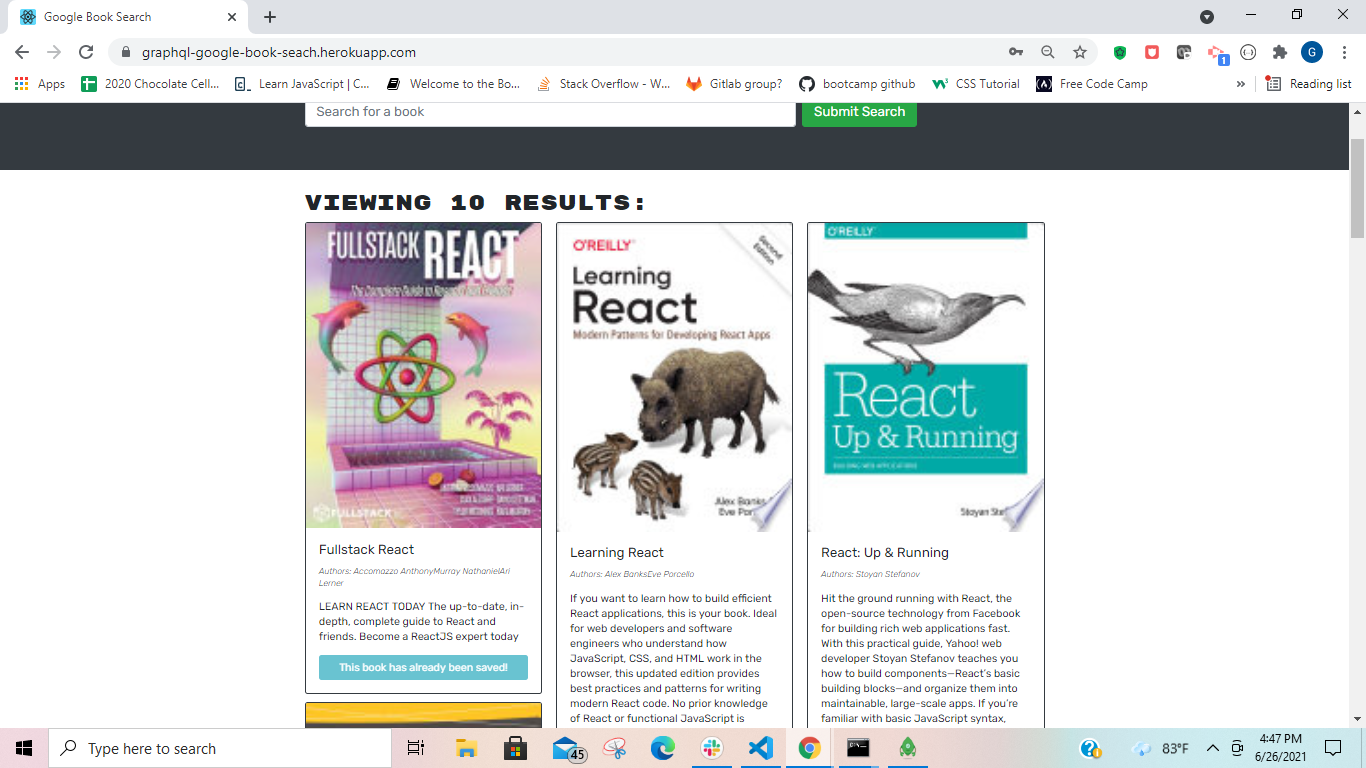 Google Book Search
graphql-google-book-seach.herokuapp.com
G
1
Apps
2020 Chocolate Cell...
Learn JavaScript | C...
Welcome to the Bo...
Stack Overflow - W...
Gitlab group?
bootcamp github
CSS Tutorial
Free Code Camp
»
Reading list
Search for a book
Submit Search
VIEWING 10 RESULTS:
FULLSTACK REACT
The Complete Guide to
FULLSTACK
Fullstack React
Authors: Accomazzo AnthonyMurray NathanielAri
Lerner
LEARN REACT TODAY The up-to-date, in-
depth, complete guide to React and
friends. Become a ReactJS expert today
This book has already been saved!
O'REILLY
Second
Edition
Learning
React
Modern Patterns for Developing React Apps
Alex Banks
Eve
Learning React
Authors: Alex BanksEve Porcello
If you want to learn how to build efficient
React applications, this is your book. Ideal
for web developers and software
engineers who understand how
JavaScript, CSS, and HTML work in the
browser, this updated edition provides
best practices and patterns for writing
modern React code. No prior knowledge
of React or functional JavaScript is
O'REILLY
React
Up & Running
BUILDING WEB APPLICATIONS
Stoyan
React: Up & Running
Authors: Stoyan Stefanov
Hit the ground running with React, the
open-source technology from Facebook
for building rich web applications fast.
With this practical guide, Yahoo! web
developer Stoyan Stefanov teaches you
how to build components—React's basic
building blocks—and organize them into
maintainable, large-scale apps. If you're
familiar with basic JavaScript syntax,
Type here to search
45
83°F
4:47 PM
6/26/2021